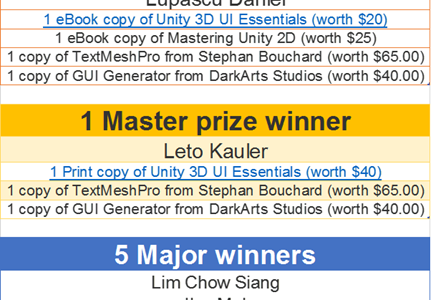 Lupascu Daniel
1 eBook copy of Unity 3D UI Essentials (worth $20)
1 eBook copy of Mastering Unity 2D (worth $25)
1 copy of TextMeshPro from Stephan Bouchard (worth $65.00)
1 copy of GUI Generator from DarkArts Studios (worth $40.00)
1 Master prize winner
Leto Kauler
1 Print copy of Unity 3D UI Essentials (worth $40)
1 copy of TextMeshPro from Stephan Bouchard (worth $65.00)
1 copy of GUI Generator from DarkArts Studios (worth $40.00)
5 Major winners
Lim Chow Siang